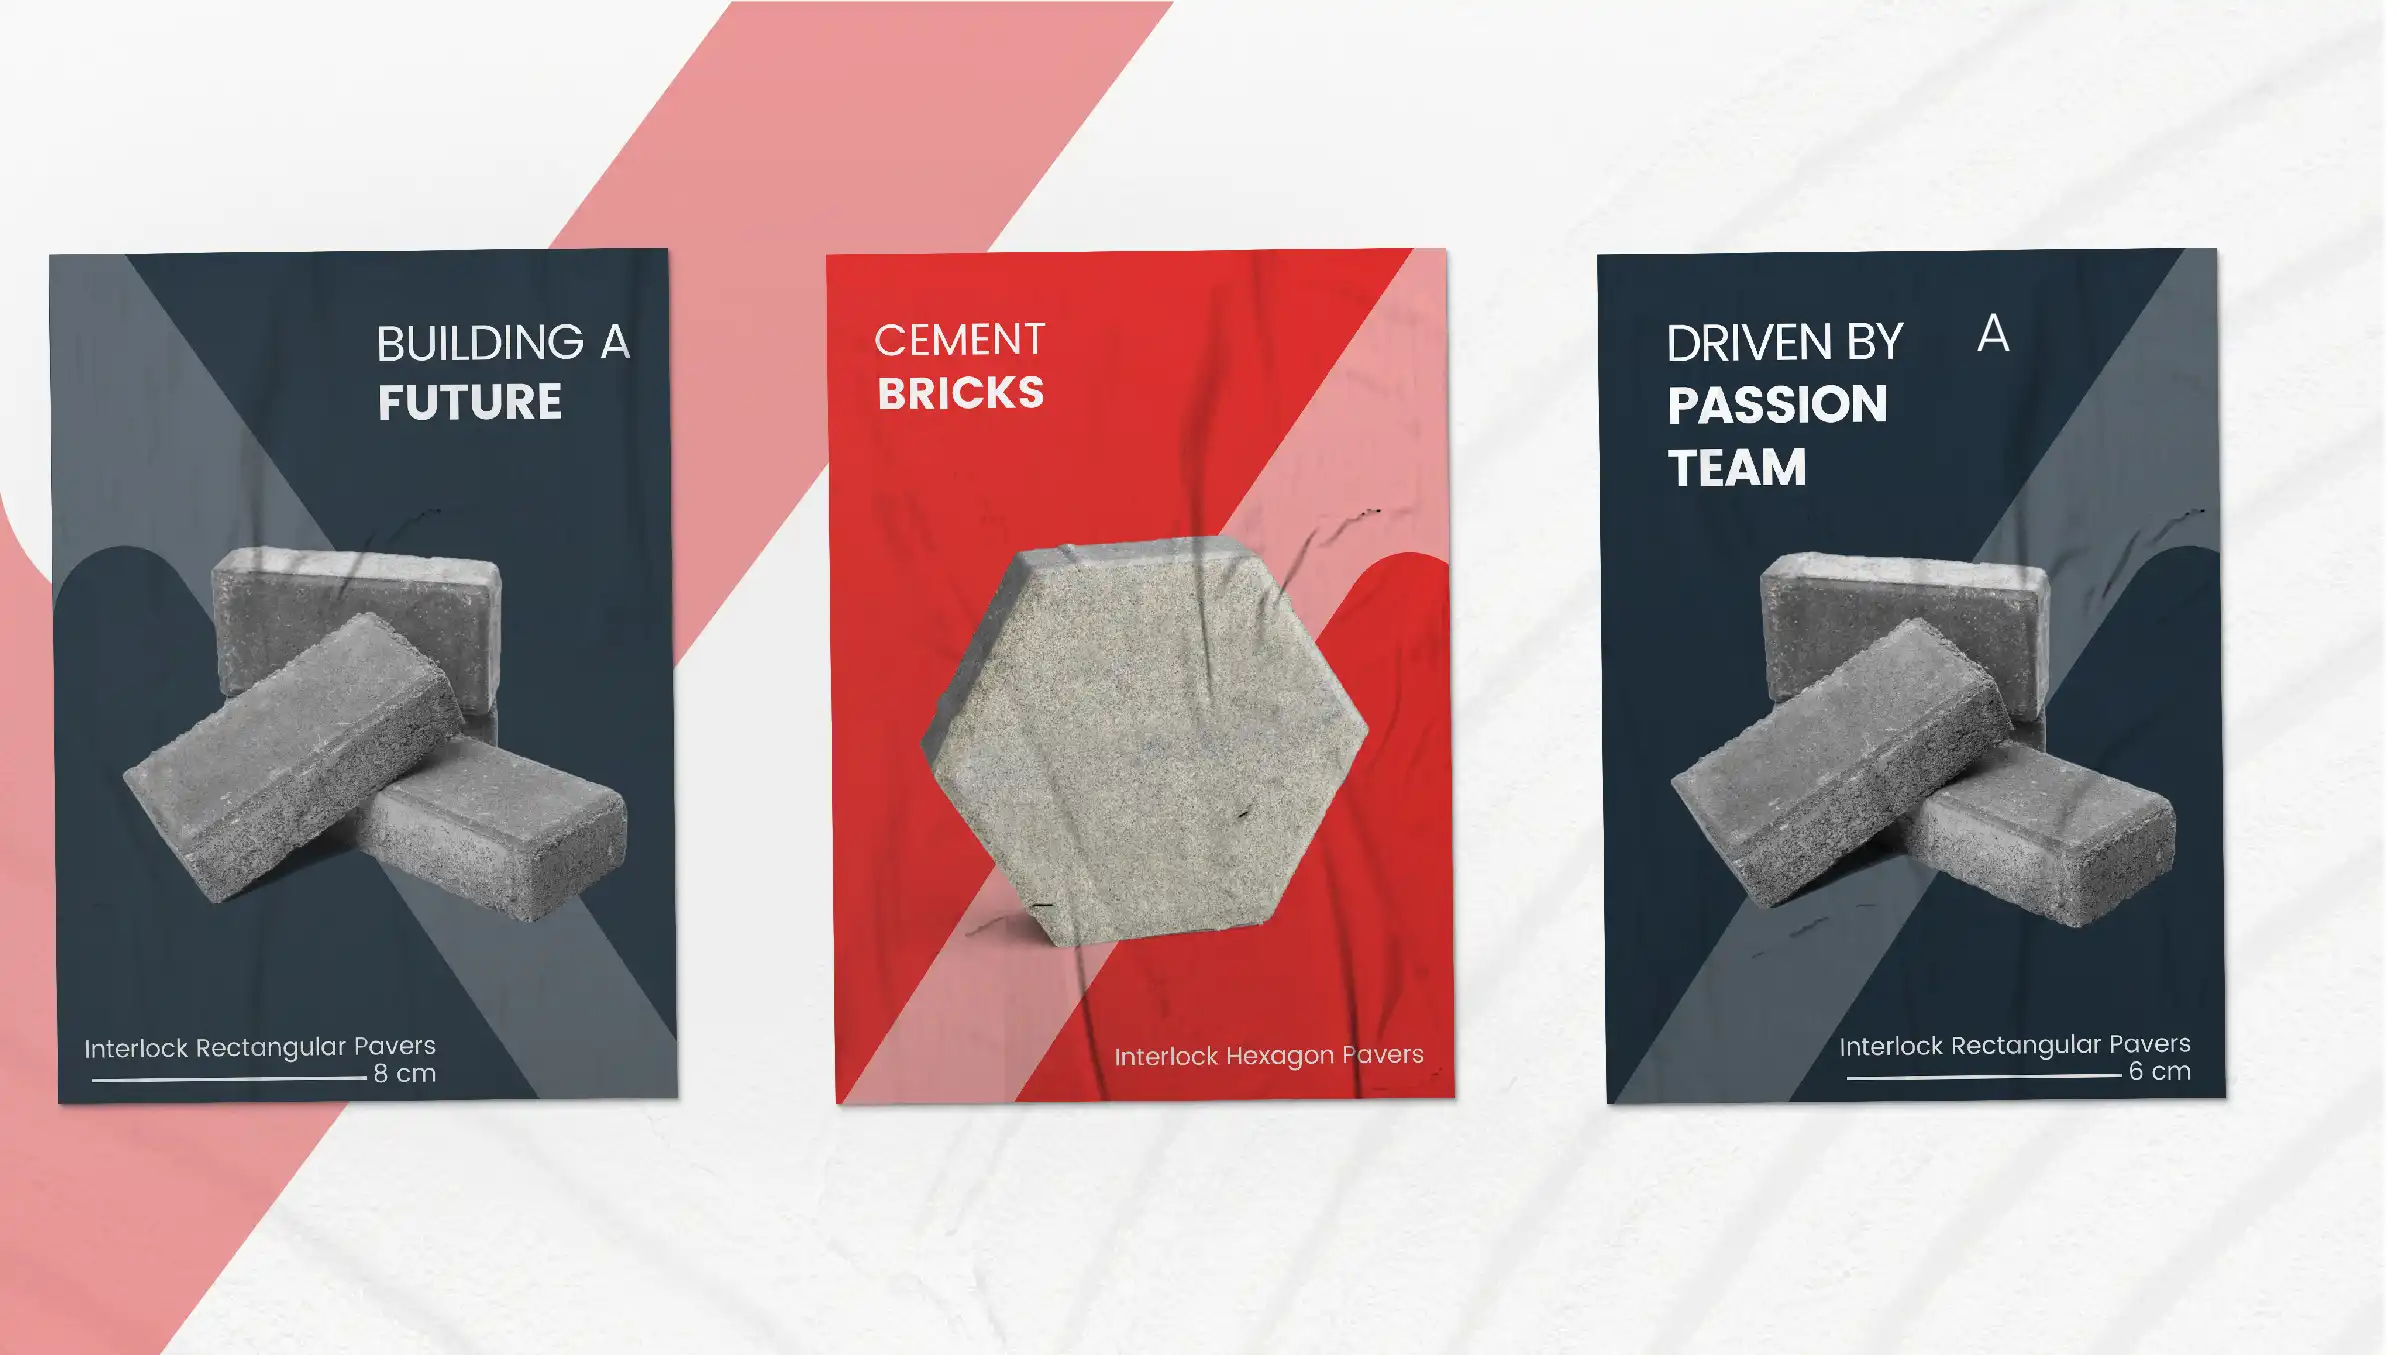 BUILDING A
FUTURE
Interlock Rectangular Pavers
8 cm
CEMENT
BRICKS
Interlock Hexagon Pavers
DRIVEN BY A
PASSION
TEAM
Interlock Rectangular Pavers
6 cm